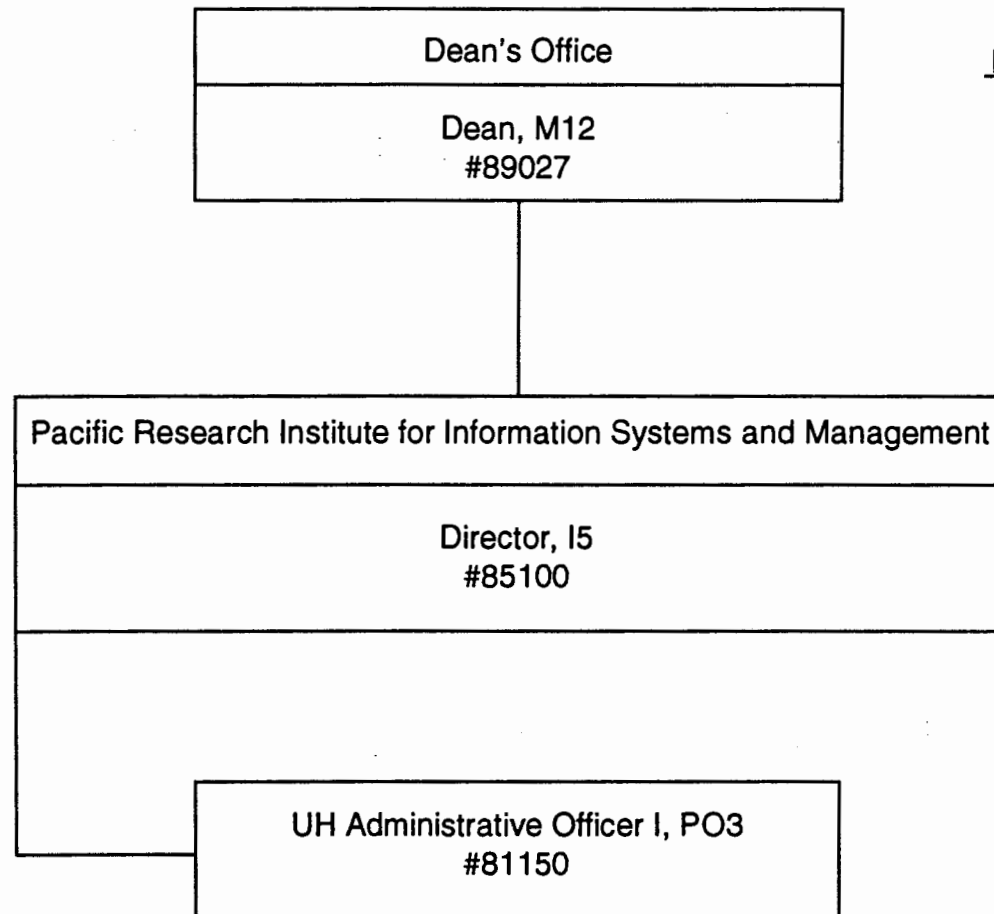 Dean's Office
Dean, M12
#89027
Pacific Research Institute for Information Systems and Management
Director, I5
#85100
UH Administrative Officer I, PO3
#81150